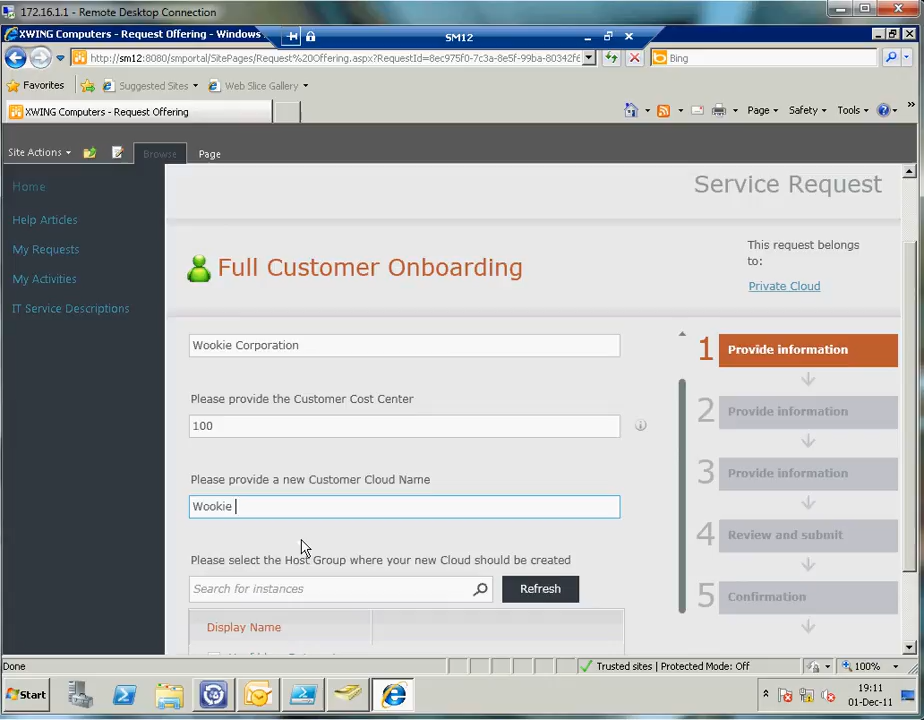 172.16.1.1 - Remote Desktop Connection
XWING Computers - Request Offering - Windows
SM12
http://sm12:8080/smportal/SitePages/Request%20Offering.aspx?RequestId=8ec975f0-7c3a-8e5f-99ba-80342f6
Bing
Favorites
Suggested Sites
Web Slice Gallery
XWING Computers - Request Offering
Page
Safety
Tools
Site Actions
Browse
Page
Home
Help Articles
My Requests
My Activities
IT Service Descriptions
Service Request
Full Customer Onboarding
This request belongs
to:
Private Cloud
Wookie Corporation
Please provide the Customer Cost Center
100
Please provide a new Customer Cloud Name
Wookie
Please select the Host Group where your new Cloud should be created
Search for instances
Refresh
Display Name
1 Provide information
2 Provide information
3 Provide information
4 Review and submit
5 Confirmation
Done
Trusted sites | Protected Mode: Off
100%
Start
19:11
01-Dec-11